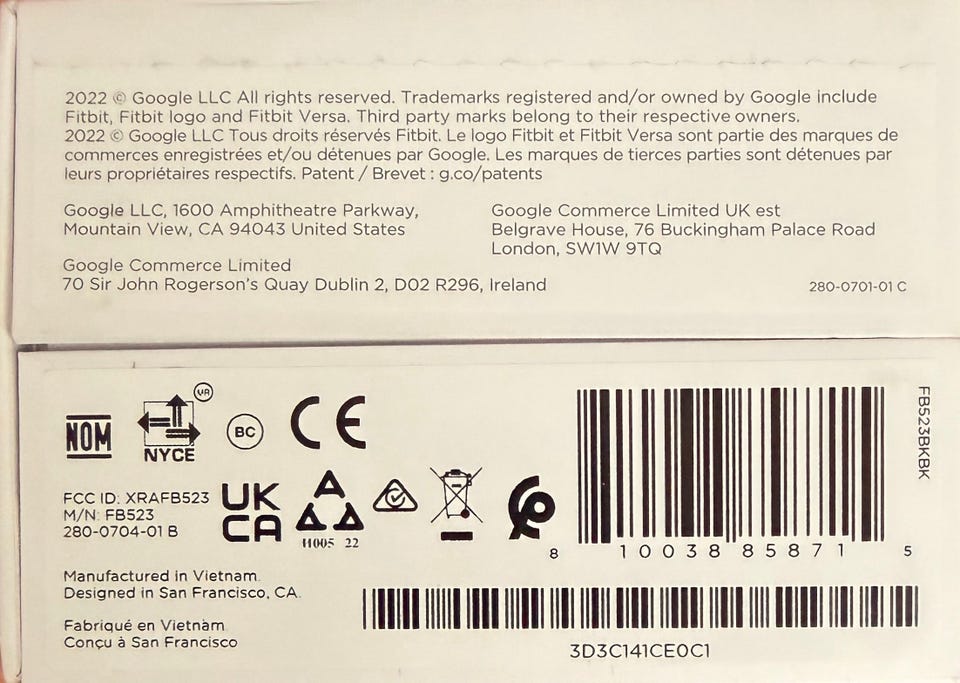 2022 © Google LLC All rights reserved. Trademarks registered and/or owned by Google include
Fitbit, Fitbit logo and Fitbit Versa. Third party marks belong to their respective owners.
2022 © Google LLC Tous droits réservés Fitbit. Le logo Fitbit et Fitbit Versa sont partie des marques de
commerces enregistrées et/ou détenues par Google. Les marques de tierces parties sont détenues par
leurs propriétaires respectifs. Patent / Brevet : g.co/patents
Google LLC, 1600 Amphitheatre Parkway,
Mountain View, CA 94043 United States
Google Commerce Limited
70 Sir John Rogerson's Quay Dublin 2, D02 R296, Ireland
Google Commerce Limited UK est
Belgrave House, 76 Buckingham Palace Road
London, SW1W 9TQ
280-0701-01 C
NOM
VA
NYCE
BC
CE
FCC ID: XRAFB523
M/N: FB523
280-0704-01 B
UK
CA
22
Manufactured in Vietnam.
Designed in San Francisco, CA.
Fabriqué en Vietnam
Conçu à San Francisco
8 10038 85871 5
FB523BKBK
3D3C141CE0C1